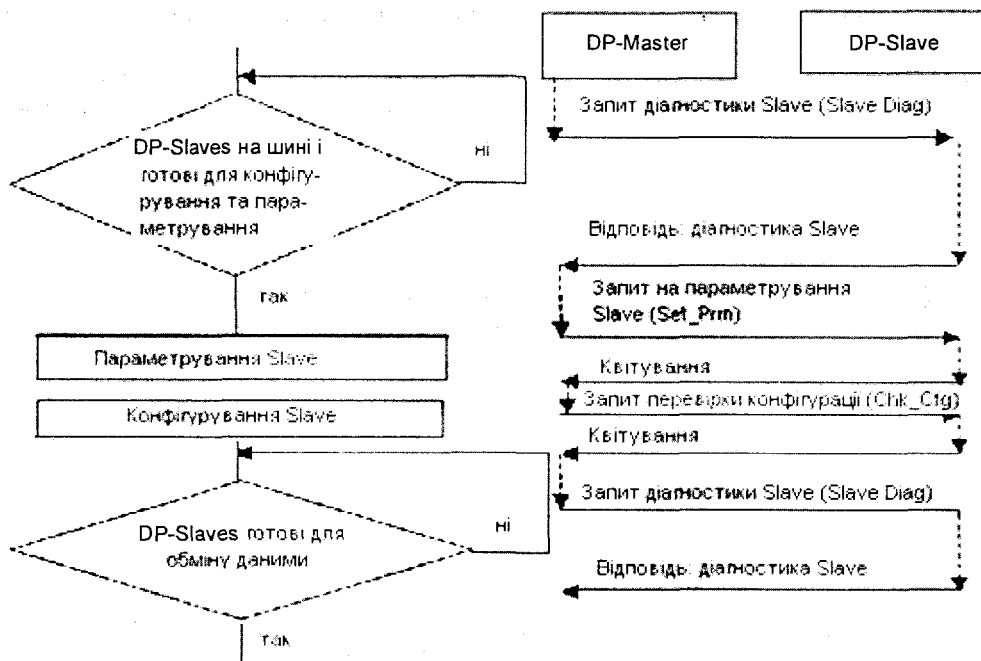 DP-Slaves на шині і
готові для конфігу-
рування та пара-
метрування
ні
так
Параметрування Slave
Конфігурування Slave
DP-Slaves готові для
обміну даними
ні
так
DP-Master
DP-Slave
Запит діагностики Slave (Slave Diag)
Відповідь: діагностика Slave
Запит на параметрування
Slave (Set_Prm)
Квітування
Запит перевірки конфігурації (Chk_Cfg)
Квітування
Запит діагностики Slave (Slave Diag)
Відповідь: діагностика Slave